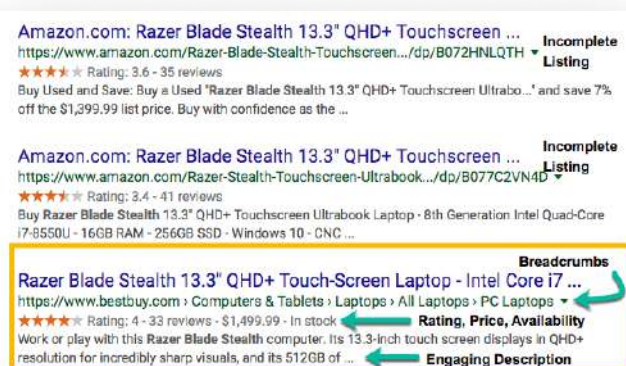 Amazon.com: Razer Blade Stealth 13.3" QHD+ Touchscreen ...
Incomplete
https://www.amazon.com/Razer-Blade-Stealth-Touchscreen.../dp/B072HNLQTH
Listing
Rating: 3.6 - 35 reviews
Buy Used and Save: Buy a Used "Razer Blade Stealth 13.3" QHD+ Touchscreen Ultrabo..." and save 7%
off the $1,399.99 list price. Buy with confidence as the ...
Incomplete
Amazon.com: Razer Blade Stealth 13.3" QHD+ Touchscreen ...
Listing
https://www.amazon.com/Razer-Stealth-Touchscreen-Ultrabook.../dp/B077C2VN4D
Rating: 3.4 - 41 reviews
Buy Razer Blade Stealth 13.3" QHD+ Touchscreen Ultrabook Laptop - 8th Generation Intel Quad-Core
i7-8550U - 16GB RAM - 256GB SSD - Windows 10 - CNC ...
Breadcrumbs
Razer Blade Stealth 13.3" QHD+ Touch-Screen Laptop - Intel Core i7 ...
https://www.bestbuy.com › Computers & Tablets › Laptops › All Laptops › PC Laptops
Rating: 4 - 33 reviews - $1,499.99 - In stock
Rating, Price, Availability
Work or play with this Razer Blade Stealth computer. Its 13.3-inch touch screen displays in QHD+
resolution for incredibly sharp visuals, and its 512GB of ...
Engaging Description